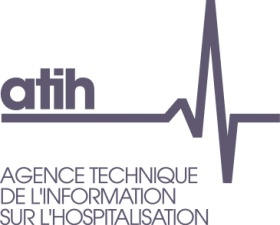 atih
AGENCE TECHNIQUE
DE L'INFORMATION
SUR L'HOSPITALISATION